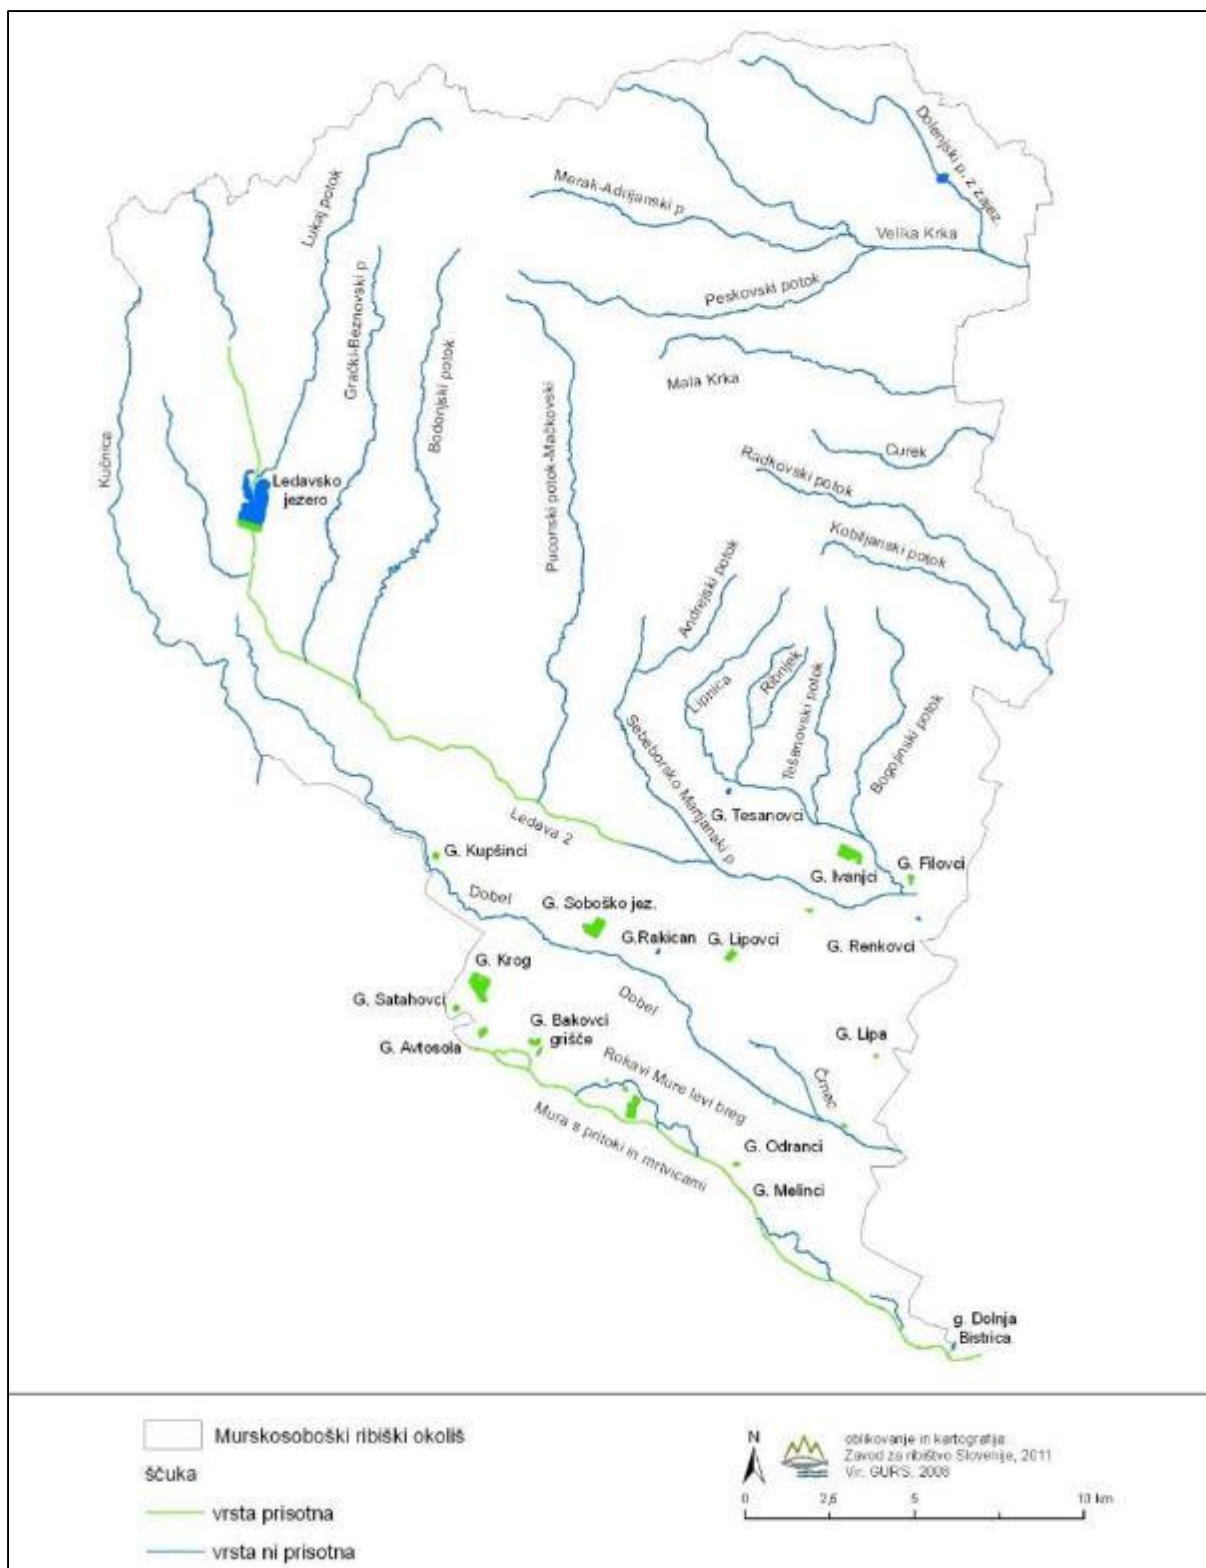 Dolenjski p. z zajez.
Lukaj potok
Merak-Adrijanski p
Velika Krka
Peskovski potok
Grački-Beznovski p
Bodonjski potok
Kučnica
Puconski potok-Mačkovski
Mala Krka
Curek
Radkovski potok
Ledavsko
jezero
Kobiljanski potok
Andrejski potok
Lipnica
Ribnjek
Tešanovski potok
Bogojinski potok
Sebeborsko Martjanski p
G. Tesanovci
Ledava 2
G. Kupšinci
G. Ivanjci
G. Filovci
Dobel
G. Soboško jez.
G.Rakican
G. Lipovci
G. Renkovci
G. Krog
G. Satahovci
Dobel
G. Bakovci
grišče
G. Lipa
G. Avtosola
Rokavi Mure levi breg
Črnec
Mura s pritoki in mrtvicami
G. Odranci
G. Melinci
g. Dolnja
Bistrica
Murskosoboški ribiški okoliš
ščuka
vrsta prisotna
vrsta ni prisotna
N
oblikovanje in kartografija:
Zavod za ribištvo Slovenije, 2011
Vir: GURS, 2008
0 2,5 5 10 km